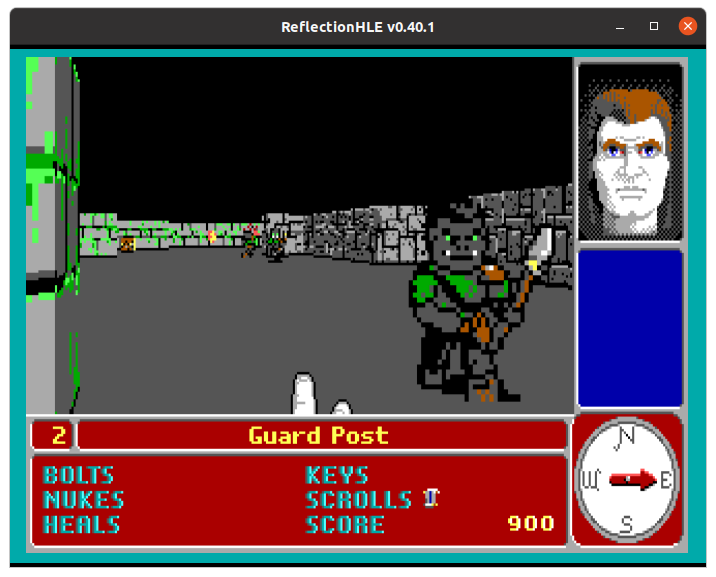 ReflectionHLE v0.40.1
2 Guard Post
BOLTS KEYS
NUKES SCROLLS
HEALS SCORE 900
N
W E
S